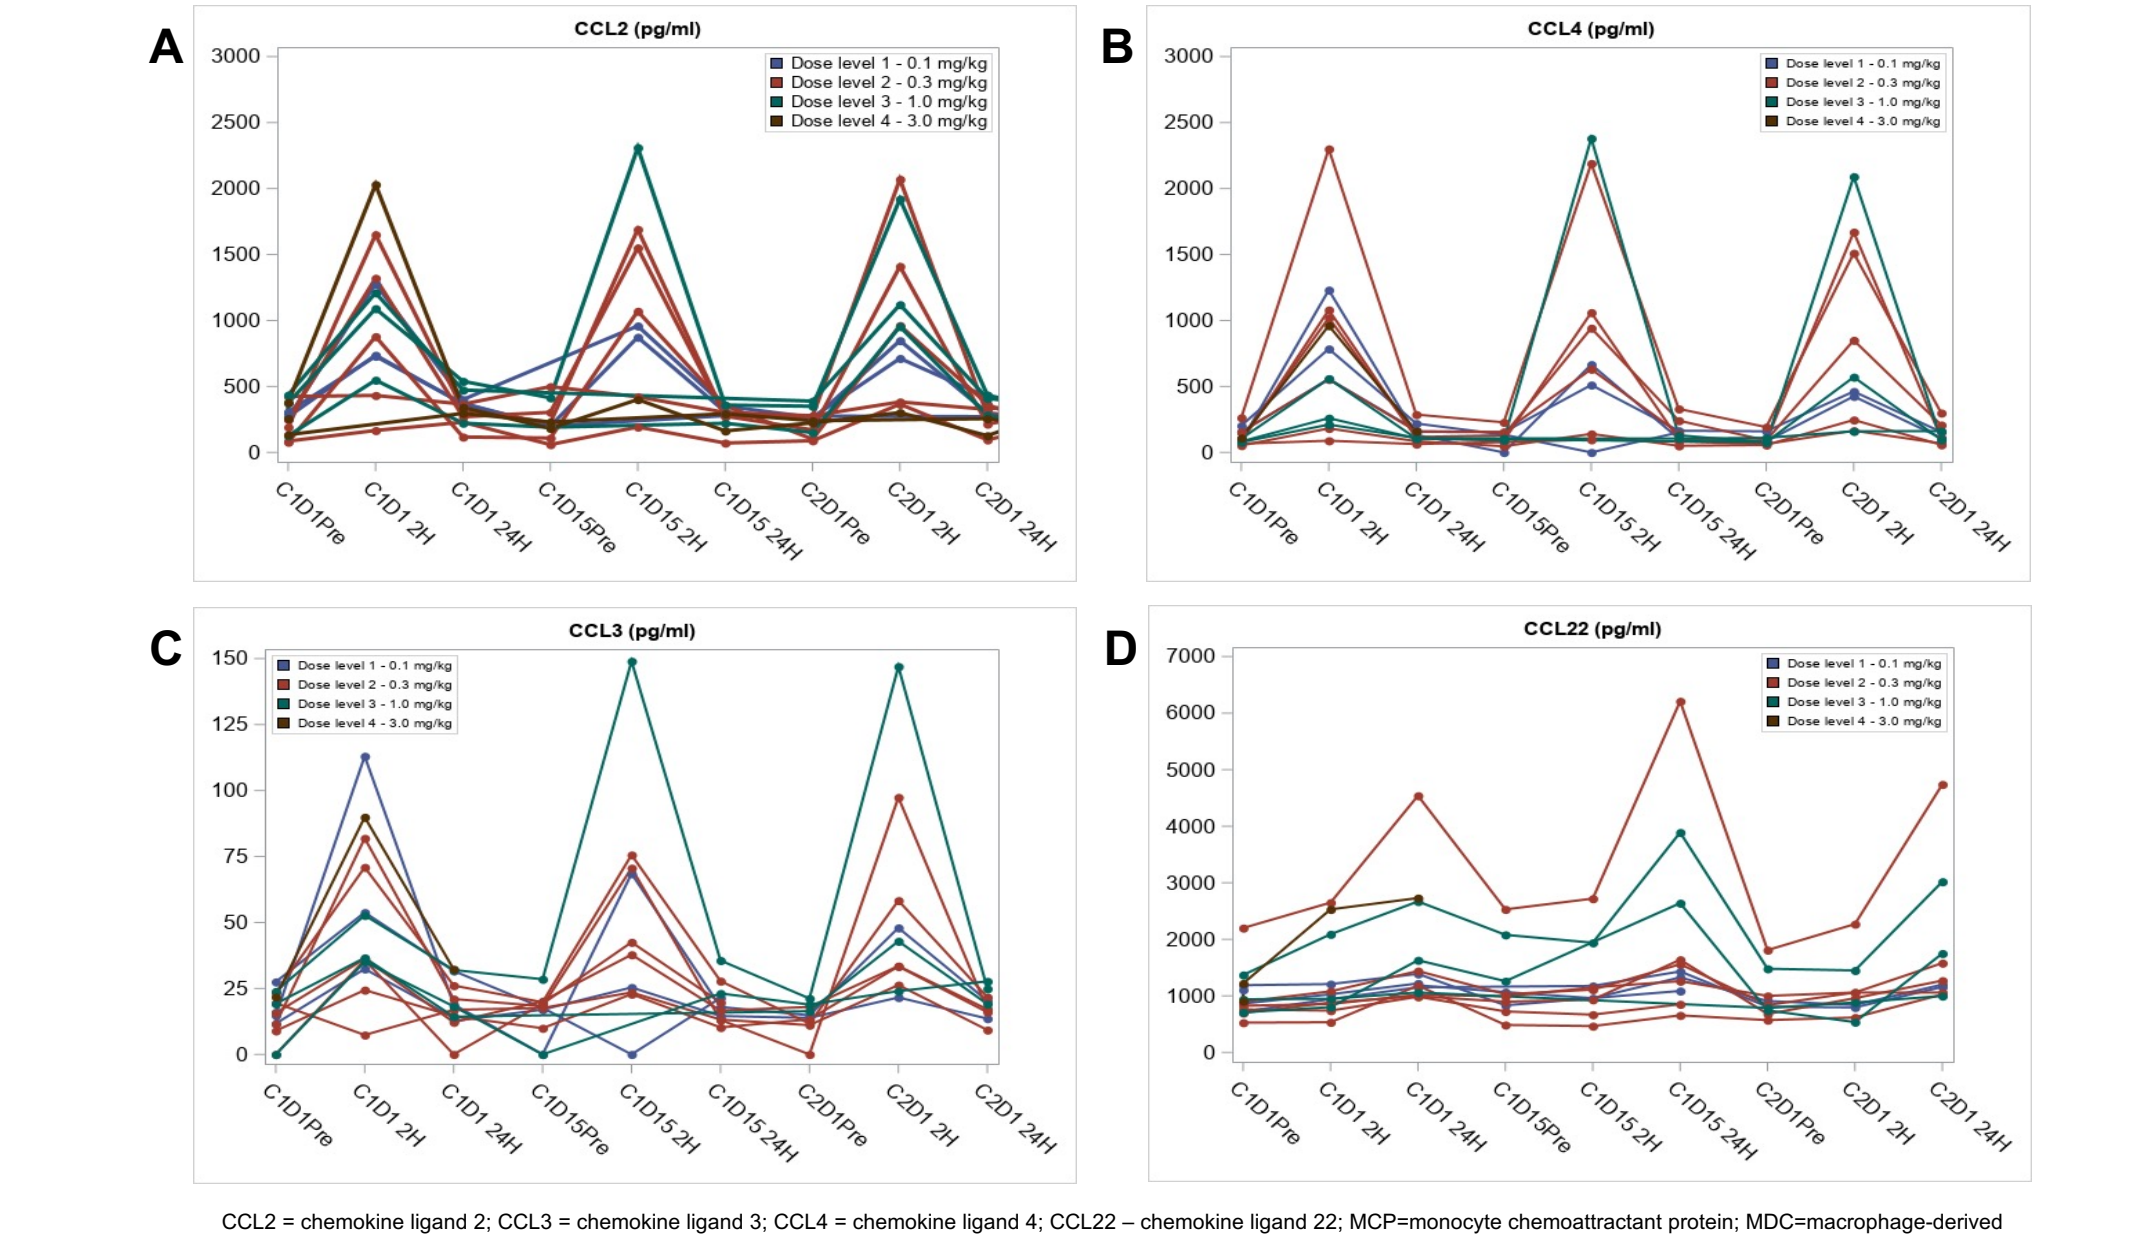 A
CCL2 (pg/ml)
3000
2500
2000
1500
1000
500
0
Dose level 1 - 0.1 mg/kg
Dose level 2 - 0.3 mg/kg
Dose level 3 - 1.0 mg/kg
Dose level 4 - 3.0 mg/kg
C1D1Pre
C1D1 2H
C1D1 24H
C1D15Pre
C1D15 2H
C1D15 24H
C2D1Pre
C2D1 2H
C2D1 24H
B
CCL4 (pg/ml)
3000
2500
2000
1500
1000
500
0
Dose level 1 - 0.1 mg/kg
Dose level 2 - 0.3 mg/kg
Dose level 3 - 1.0 mg/kg
Dose level 4 - 3.0 mg/kg
C1D1Pre
C1D1 2H
C1D1 24H
C1D15Pre
C1D15 2H
C1D15 24H
C2D1Pre
C2D1 2H
C2D1 24H
C
CCL3 (pg/ml)
150
125
100
75
50
25
0
Dose level 1 - 0.1 mg/kg
Dose level 2 - 0.3 mg/kg
Dose level 3 - 1.0 mg/kg
Dose level 4 - 3.0 mg/kg
C1D1Pre
C1D1 2H
C1D1 24H
C1D15Pre
C1D15 2H
C1D15 24H
C2D1Pre
C2D1 2H
C2D1 24H
D
CCL22 (pg/ml)
7000
6000
5000
4000
3000
2000
1000
0
Dose level 1 - 0.1 mg/kg
Dose level 2 - 0.3 mg/kg
Dose level 3 - 1.0 mg/kg
Dose level 4 - 3.0 mg/kg
C1D1Pre
C1D1 2H
C1D1 24H
C1D15Pre
C1D15 2H
C1D15 24H
C2D1Pre
C2D1 2H
C2D1 24H
CCL2 = chemokine ligand 2; CCL3 = chemokine ligand 3; CCL4 = chemokine ligand 4; CCL22 – chemokine ligand 22; MCP=monocyte chemoattractant protein; MDC=macrophage-derived